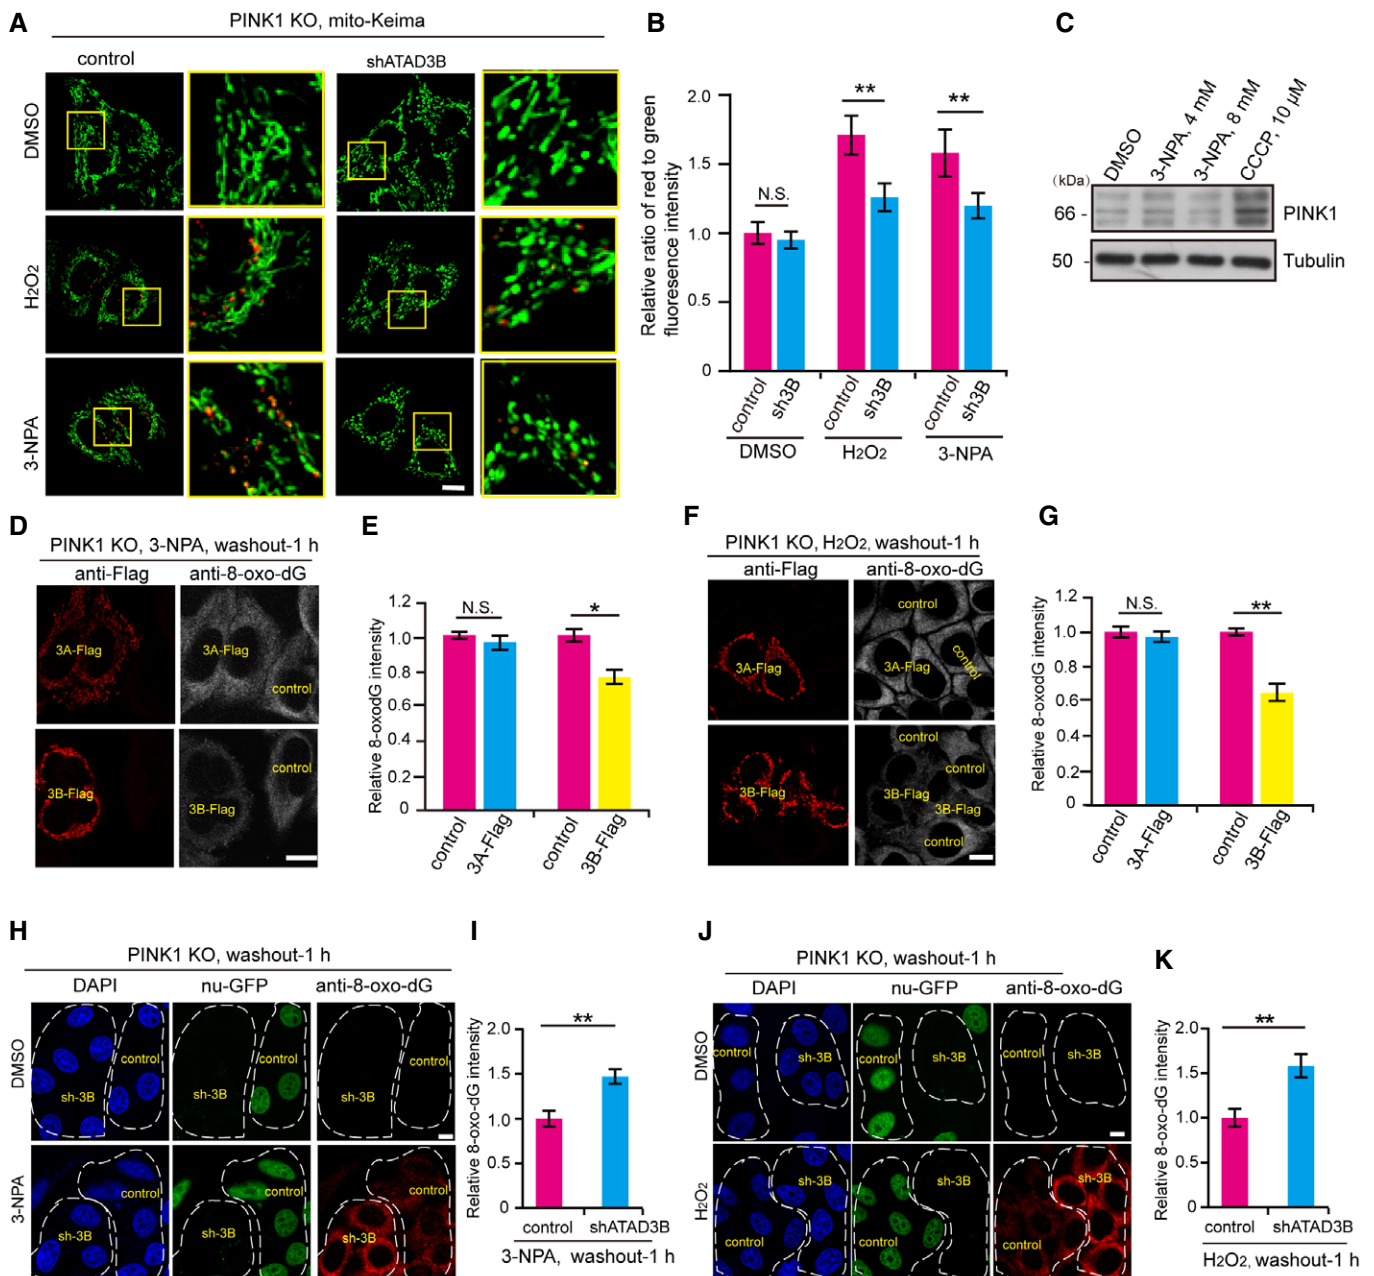 A
PINK1 KO, mito-Keima
control
shATAD3B
DMSO
H2O2
3-NPA
B
Relative ratio of red to green
fluoresence intensity
2.0
1.5
1.0
0.5
0
N.S.
**
**
control
sh3B
control
sh3B
control
sh3B
DMSO
H2O2
3-NPA
C
DMSO
3-NPA, 4 mM
3-NPA, 8 mM
CCCP, 10 µM
(kDa)
66 -
PINK1
50 -
Tubulin
D
PINK1 KO, 3-NPA, washout-1 h
anti-Flag
anti-8-oxo-dG
3A-Flag
3A-Flag
control
3B-Flag
control
3B-Flag
E
Relative 8-oxodG intensity
1.2
1.0
0.8
0.6
0.4
0.2
0
N.S.
*
control
3A-Flag
control
3B-Flag
F
PINK1 KO, H2O2, washout-1 h
anti-Flag
anti-8-oxo-dG
control
3A-Flag
3A-Flag
control
control
3B-Flag
control
3B-Flag
3B-Flag
control
G
Relative 8-oxodG intensity
1.2
1.0
0.8
0.6
0.4
0.2
0
N.S.
**
control
3A-Flag
control
3B-Flag
H
PINK1 KO, washout-1 h
DAPI
nu-GFP
anti-8-oxo-dG
DMSO
control
sh-3B
control
sh-3B
control
sh-3B
3-NPA
control
sh-3B
control
sh-3B
control
sh-3B
I
Relative 8-oxo-dG intensity
2.0
1.5
1.0
0.5
0
**
control
shATAD3B
3-NPA, washout-1 h
J
PINK1 KO, washout-1 h
DAPI
nu-GFP
anti-8-oxo-dG
DMSO
control
sh-3B
control
sh-3B
control
sh-3B
H2O2
sh-3B
control
sh-3B
control
sh-3B
control
K
Relative 8-oxo-dG intensity
2.0
1.5
1.0
0.5
0
**
control
shATAD3B
H2O2, washout-1 h